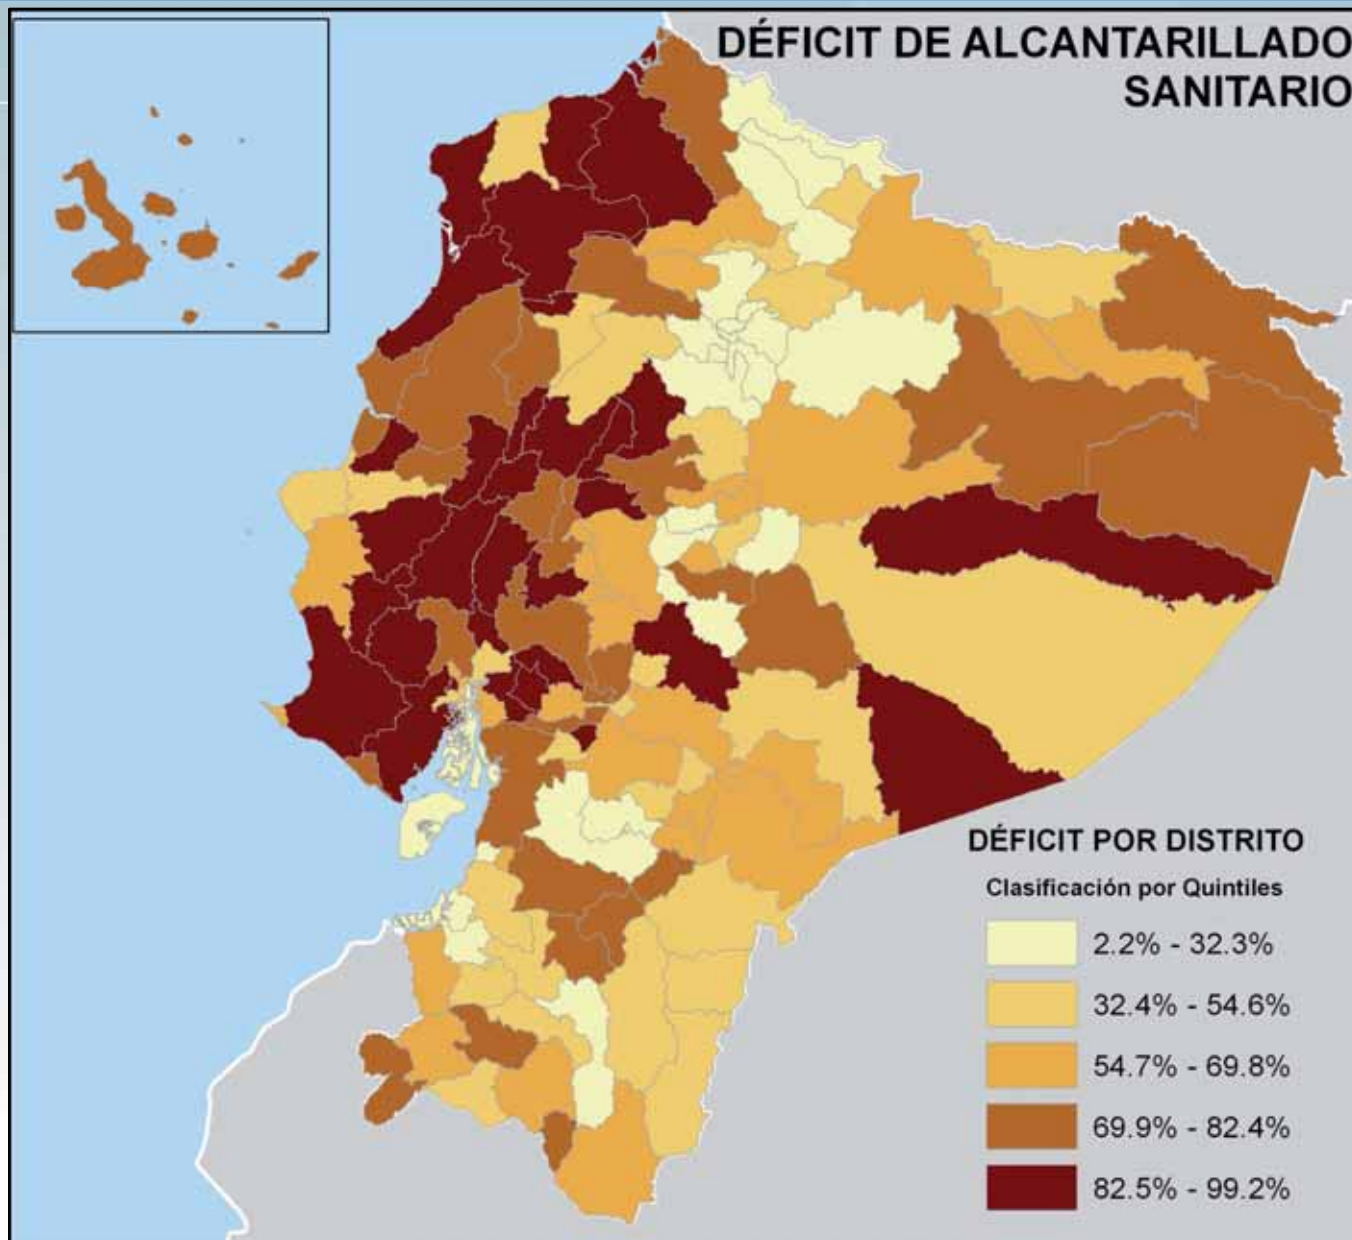 DÉFICIT DE ALCANTARILLADO
SANITARIO
DÉFICIT POR DISTRITO
Clasificación por Quintiles
2.2% - 32.3%
32.4% - 54.6%
54.7% - 69.8%
69.9% - 82.4%
82.5% - 99.2%